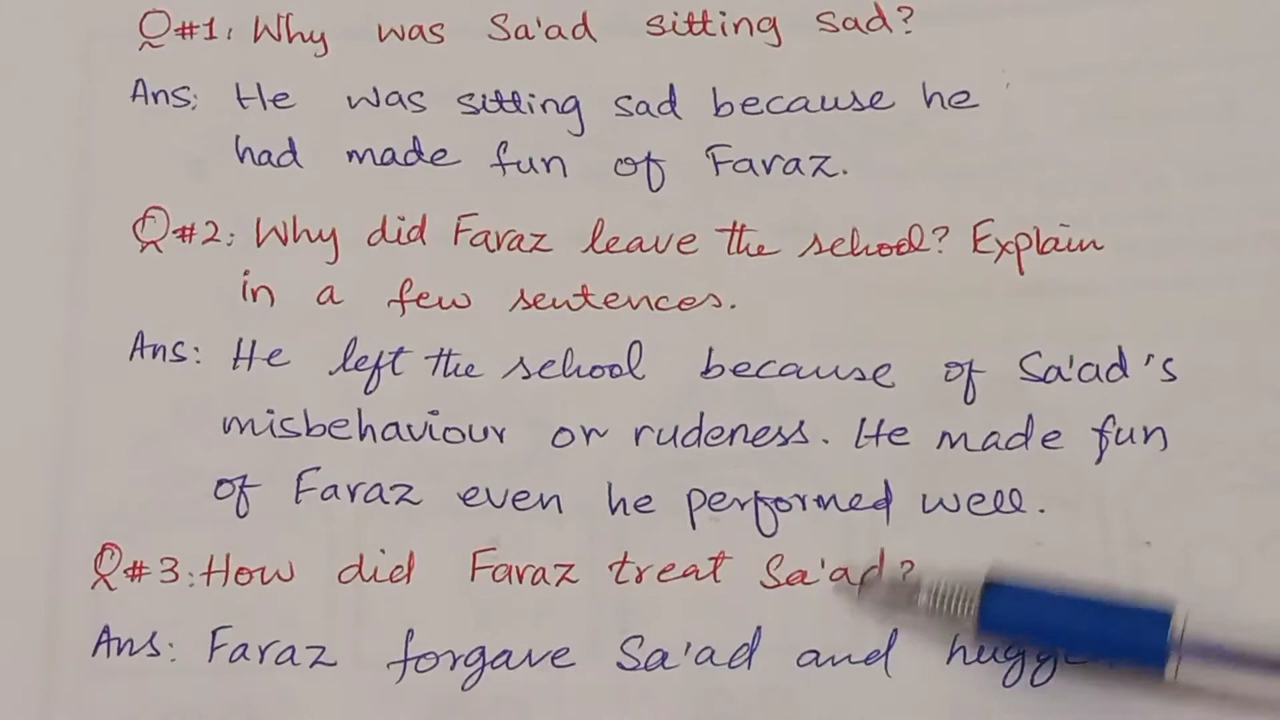 Q#1: Why was Sa'ad sitting sad?
Ans: He was sitting sad because he
had made fun of Faraz.
Q#2: Why did Faraz leave the school? Explain
in a few sentences.
Ans: He left the school because of Sa'ad's
misbehaviour or rudeness. He made fun
of Faraz even he performed well.
Q#3: How did Faraz treat Sa'ad?
Ans: Faraz forgave Sa'ad and